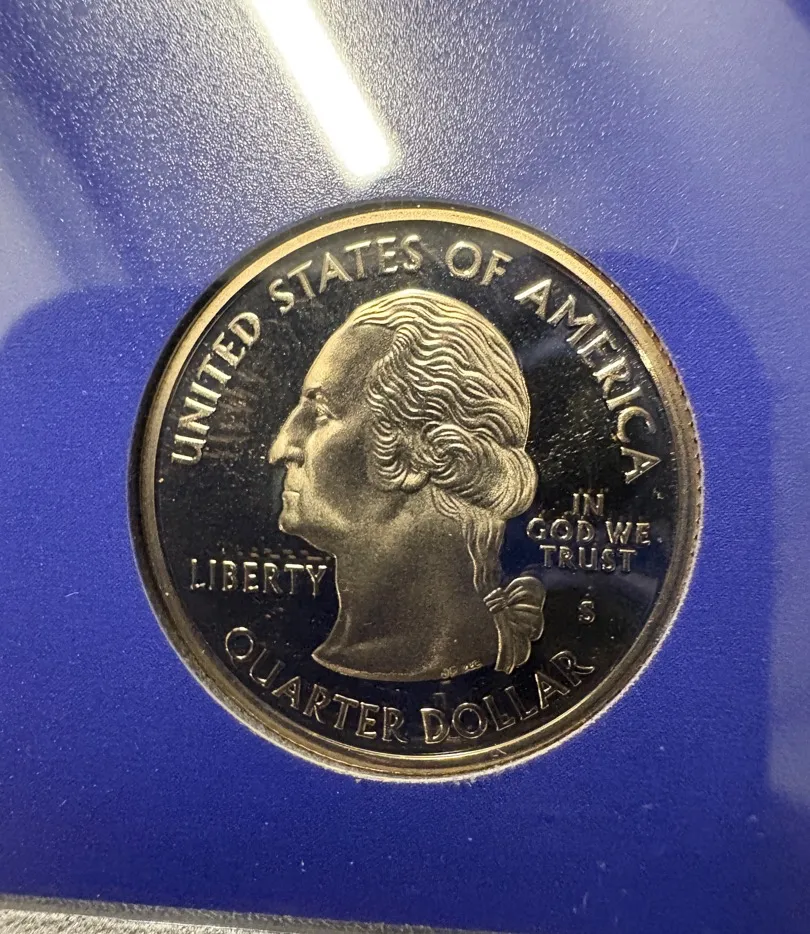 UNITED STATES OF AMERICA
LIBERTY
IN
GOD WE
TRUST
S
QUARTER DOLLAR